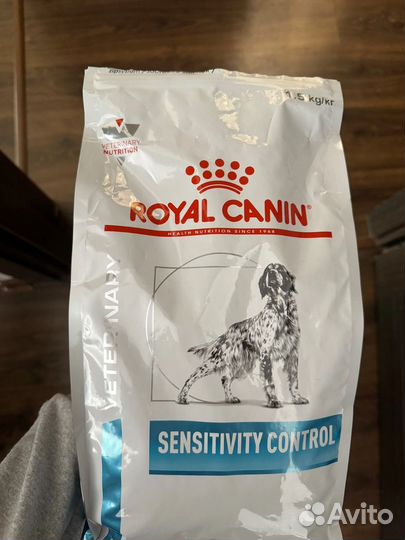 1.5 kg/кг
VETERINARY
NUTRITION
ROYAL CANIN
HEALTH NUTRITION SINCE 1968
VETERINARY
SENSITIVITY CONTROL
Avito